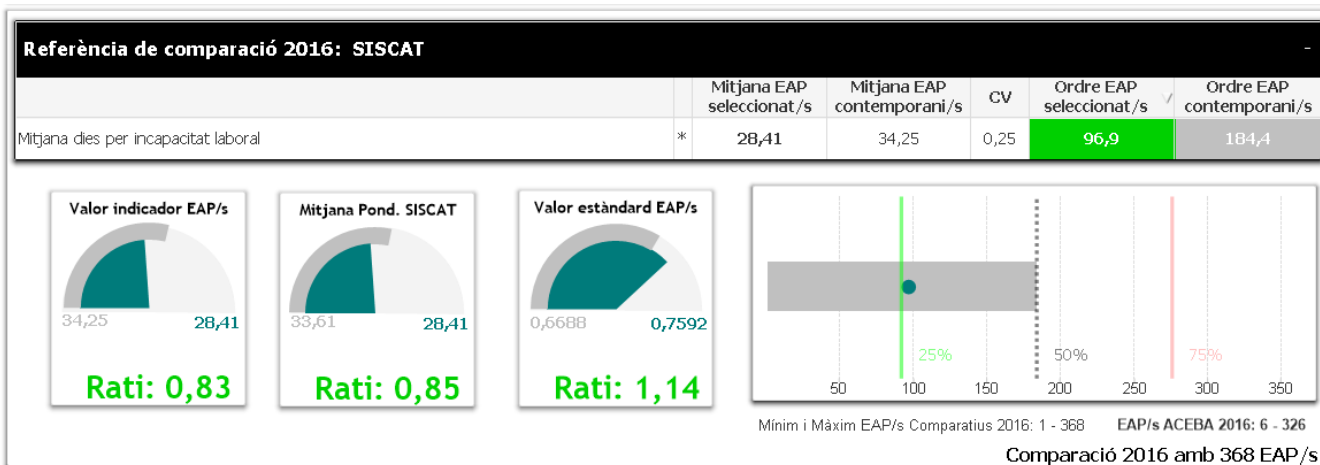 Referència de comparació 2016: SISCAT -
Mitjana EAP seleccionat/s Mitjana EAP contemporani/s CV Ordre EAP seleccionat/s Ordre EAP contemporani/s
Mitjana dies per incapacitat laboral * 28,41 34,25 0,25 96,9 184,4
Valor indicador EAP/s
34,25 28,41
Rati: 0,83
Mitjana Pond. SISCAT
33,61 28,41
Rati: 0,85
Valor estàndard EAP/s
0,6688 0,7592
Rati: 1,14
25% 50% 75%
50 100 150 200 250 300 350
Mínim i Màxim EAP/s Comparatius 2016: 1 - 368 EAP/s ACEBA 2016: 6 - 326
Comparació 2016 amb 368 EAP/s